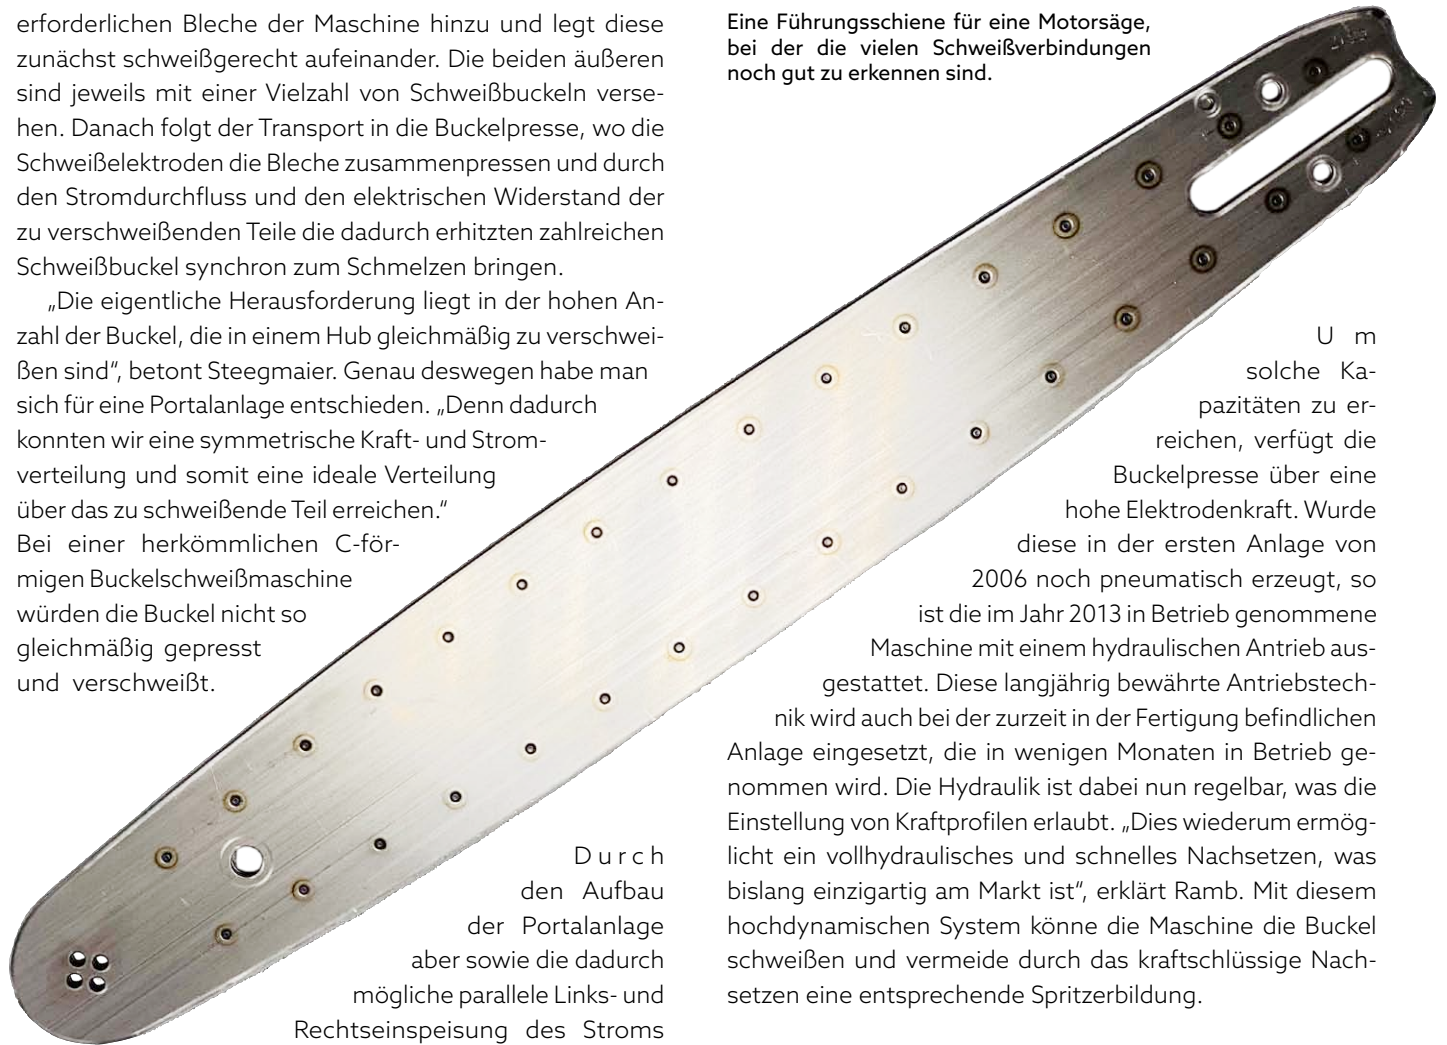 erforderlichen Bleche der Maschine hinzu und legt diese
zunächst schweißgerecht aufeinander. Die beiden äußeren
sind jeweils mit einer Vielzahl von Schweißbuckeln verse-
hen. Danach folgt der Transport in die Buckelpresse, wo die
Schweißelektroden die Bleche zusammenpressen und durch
den Stromdurchfluss und den elektrischen Widerstand der
zu verschweißenden Teile die dadurch erhitzten zahlreichen
Schweißbuckel synchron zum Schmelzen bringen.
„Die eigentliche Herausforderung liegt in der hohen An-
zahl der Buckel, die in einem Hub gleichmäßig zu verschwei-
ßen sind“, betont Steegmaier. Genau deswegen habe man
sich für eine Portalanlage entschieden. „Denn dadurch
konnten wir eine symmetrische Kraft- und Strom-
verteilung und somit eine ideale Verteilung
über das zu schweißende Teil erreichen.“
Bei einer herkömmlichen C-för-
migen Buckelschweißmaschine
würden die Buckel nicht so
gleichmäßig gepresst
und verschweißt.
Durch
den Aufbau
der Portalanlage
aber sowie die dadurch
mögliche parallele Links- und
Rechtseinspeisung des Stroms
Eine Führungsschiene für eine Motorsäge,
bei der die vielen Schweißverbindungen
noch gut zu erkennen sind.
Um
solche Ka-
pazitäten zu er-
reichen, verfügt die
Buckelpresse über eine
hohe Elektrodenkraft. Wurde
diese in der ersten Anlage von
2006 noch pneumatisch erzeugt, so
ist die im Jahr 2013 in Betrieb genommene
Maschine mit einem hydraulischen Antrieb aus-
gestattet. Diese langjährig bewährte Antriebstech-
nik wird auch bei der zurzeit in der Fertigung befindlichen
Anlage eingesetzt, die in wenigen Monaten in Betrieb ge-
nommen wird. Die Hydraulik ist dabei nun regelbar, was die
Einstellung von Kraftprofilen erlaubt. „Dies wiederum ermög-
licht ein vollhydraulisches und schnelles Nachsetzen, was
bislang einzigartig am Markt ist“, erklärt Ramb. Mit diesem
hochdynamischen System könne die Maschine die Buckel
schweißen und vermeide durch das kraftschlüssige Nach-
setzen eine entsprechende Spritzerbildung.